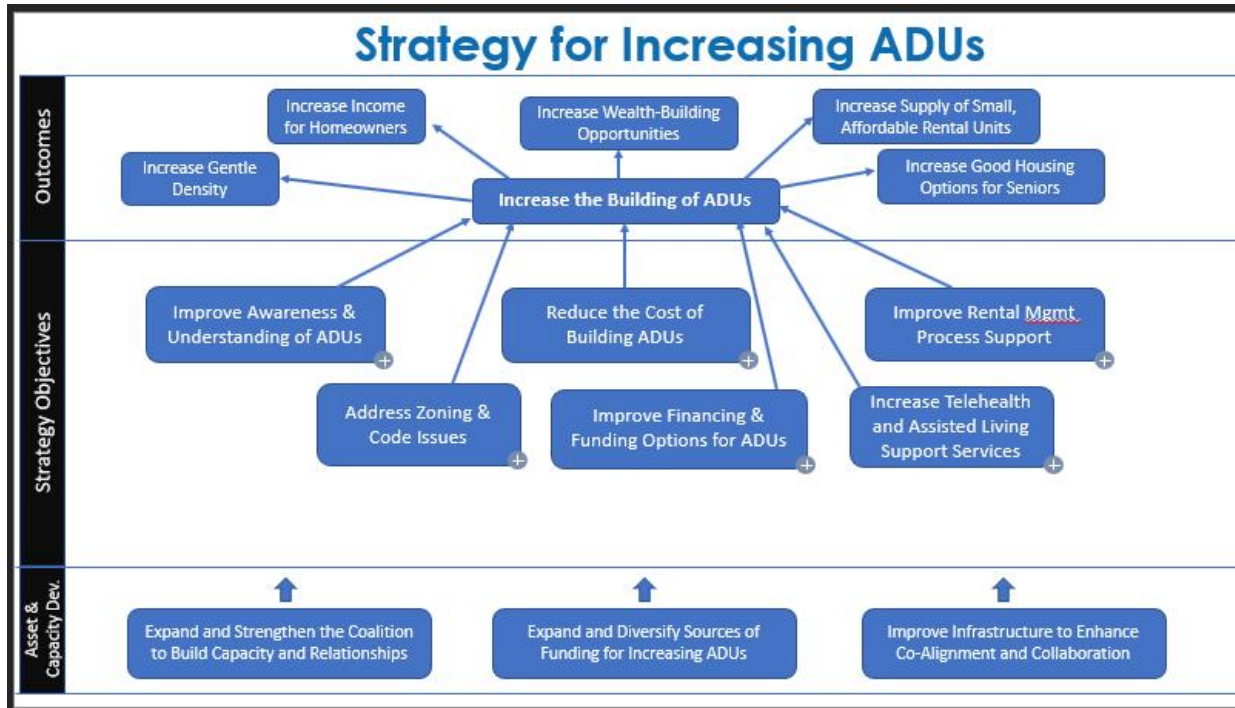 Strategy for Increasing ADUs
Outcomes
Increase Income
for Homeowners
Increase Wealth-Building
Opportunities
Increase Supply of Small,
Affordable Rental Units
Increase Gentle
Density
Increase Good Housing
Options for Seniors
Increase the Building of ADUs
Strategy Objectives
Improve Awareness &
Understanding of ADUs
Reduce the Cost of
Building ADUs
Improve Rental Mgmt
Process Support
Address Zoning &
Code Issues
Improve Financing &
Funding Options for ADUs
Increase Telehealth
and Assisted Living
Support Services
Asset &
Capacity Dev.
Expand and Strengthen the Coalition
to Build Capacity and Relationships
Expand and Diversify Sources of
Funding for Increasing ADUs
Improve Infrastructure to Enhance
Co-Alignment and Collaboration